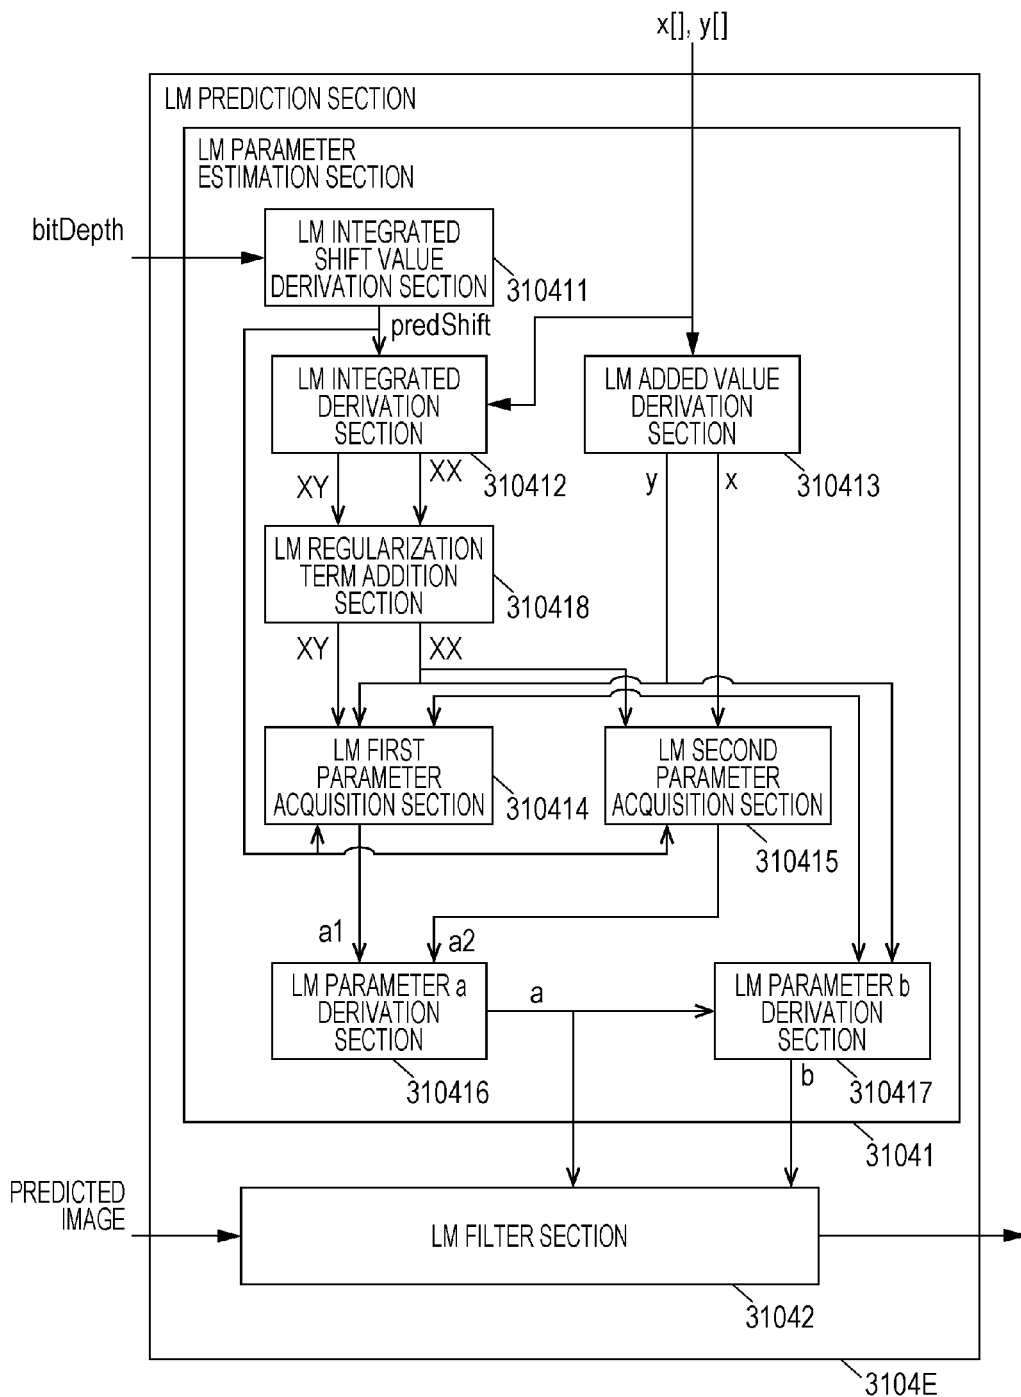 x[], y[]
LM PREDICTION SECTION
LM PARAMETER
ESTIMATION SECTION
bitDepth
LM INTEGRATED
SHIFT VALUE
DERIVATION SECTION
310411
predShift
LM INTEGRATED
DERIVATION
SECTION
310412
LM ADDED VALUE
DERIVATION
SECTION
310413
XY
XX
y
x
LM REGULARIZATION
TERM ADDITION
SECTION
310418
XY
XX
LM FIRST
PARAMETER
ACQUISITION SECTION
310414
LM SECOND
PARAMETER
ACQUISITION SECTION
310415
a1
a2
LM PARAMETER a
DERIVATION
SECTION
310416
a
LM PARAMETER b
DERIVATION
SECTION
310417
b
31041
PREDICTED
IMAGE
LM FILTER SECTION
31042
3104E